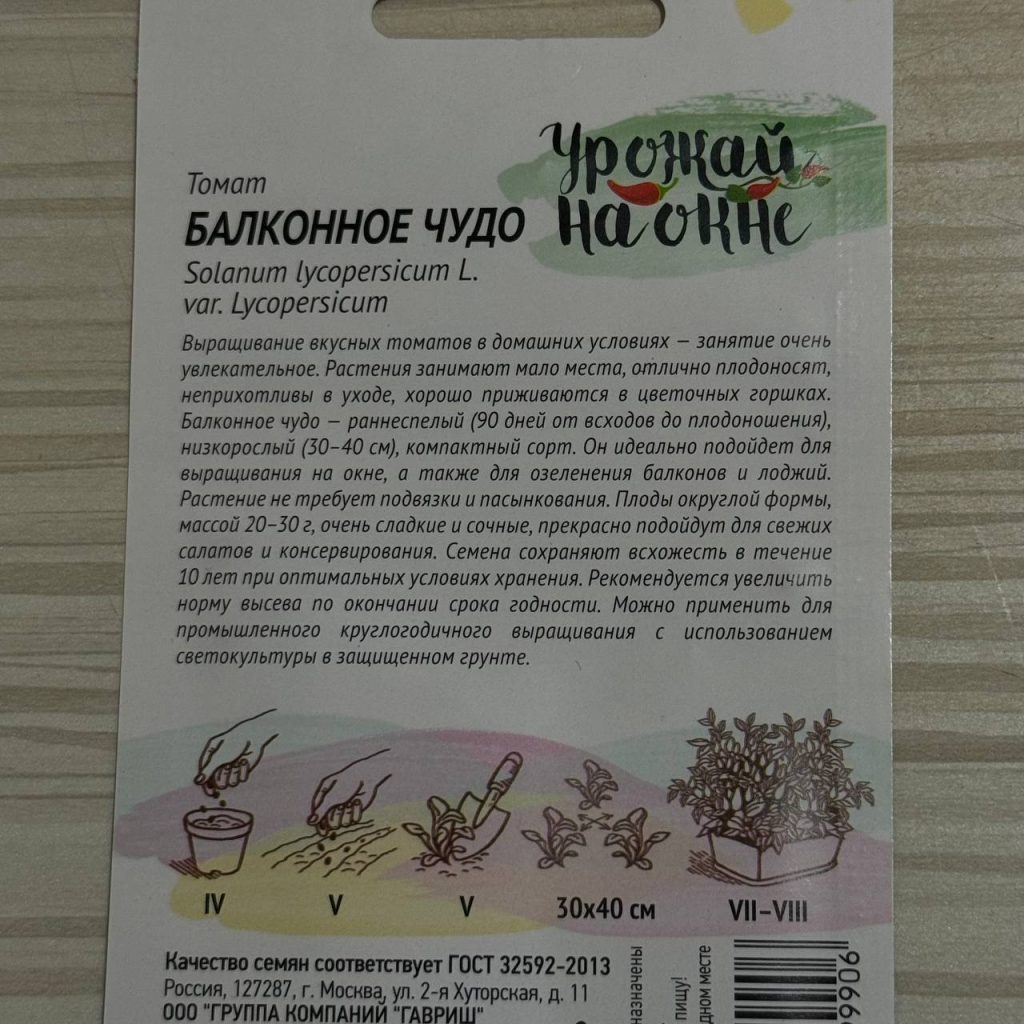 Урожай
на окне
Томат
БАЛКОННОЕ ЧУДО
Solanum lycopersicum L.
var. Lycopersicum
Выращивание вкусных томатов в домашних условиях — занятие очень
увлекательное. Растения занимают мало места, отлично плодоносят,
неприхотливы в уходе, хорошо приживаются в цветочных горшках.
Балконное чудо — раннеспелый (90 дней от всходов до плодоношения),
низкорослый (30–40 см), компактный сорт. Он идеально подойдет для
выращивания на окне, а также для озеленения балконов и лоджий.
Растение не требует подвязки и пасынкования. Плоды округлой формы,
массой 20–30 г, очень сладкие и сочные, прекрасно подойдут для свежих
салатов и консервирования. Семена сохраняют всхожесть в течение
10 лет при оптимальных условиях хранения. Рекомендуется увеличить
норму высева по окончании срока годности. Можно применить для
промышленного круглогодичного выращивания с использованием
светокультуры в защищенном грунте.
IV V V 30х40 см VII–VIII
Качество семян соответствует ГОСТ 32592-2013
Россия, 127287, г. Москва, ул. 2-я Хуторская, д. 11
ООО "ГРУППА КОМПАНИЙ "ГАВРИШ"
назначены
пищу!
дном месте
99906